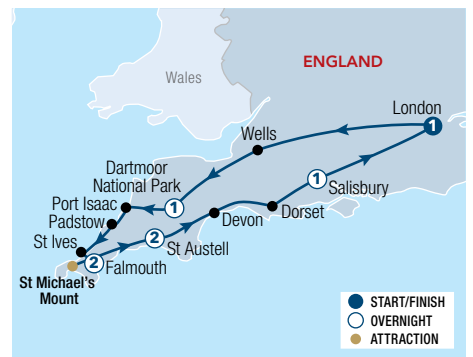 ENGLAND
Wales
London
1
Wells
Dartmoor
National Park
1
1
Salisbury
Port Isaac
Padstow
Devon
Dorset
2
St Austell
St Ives
2
Falmouth
St Michael's
Mount
START/FINISH
OVERNIGHT
ATTRACTION